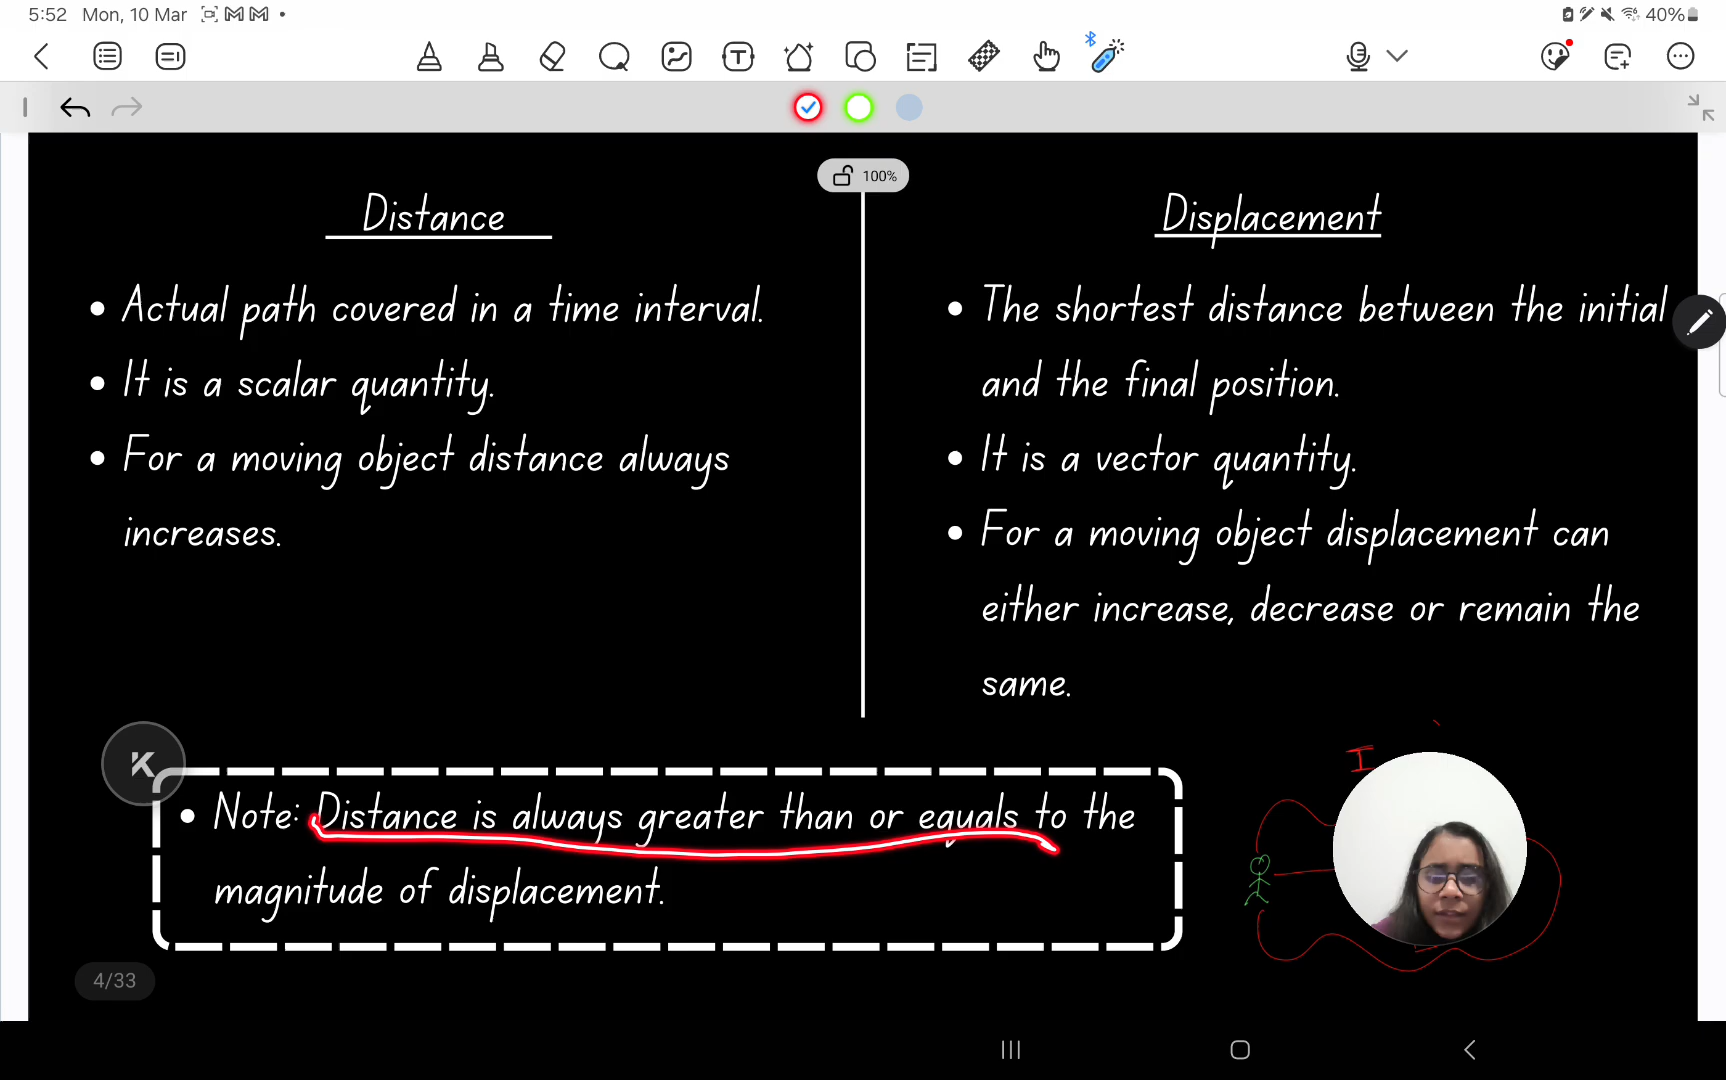 5:52 Mon, 10 Mar
40%
100%
Distance
Actual path covered in a time interval.
It is a scalar quantity.
For a moving object distance always
increases.
Displacement
The shortest distance between the initial
and the final position.
It is a vector quantity.
For a moving object displacement can
either increase, decrease or remain the
same.
K
Note: Distance is always greater than or equals to the
magnitude of displacement.
I
4/33